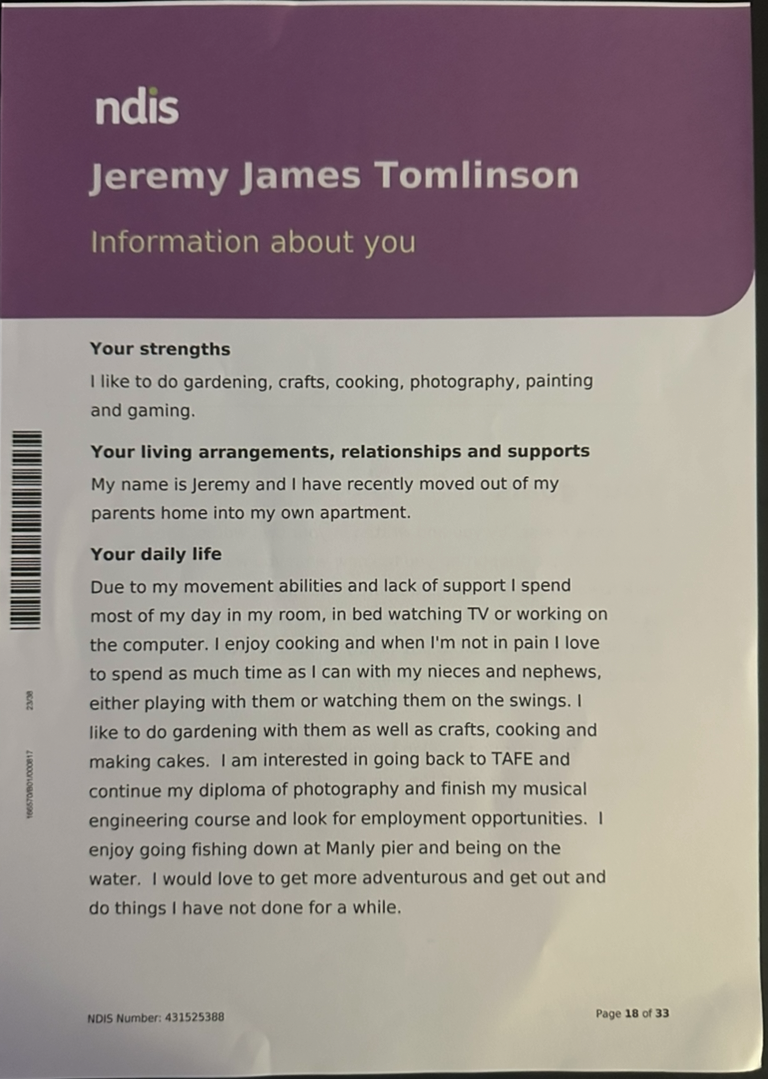 ndis
Jeremy James Tomlinson
Information about you
Your strengths
I like to do gardening, crafts, cooking, photography, painting
and gaming.
Your living arrangements, relationships and supports
My name is Jeremy and I have recently moved out of my
parents home into my own apartment.
Your daily life
Due to my movement abilities and lack of support I spend
most of my day in my room, in bed watching TV or working on
the computer. I enjoy cooking and when I'm not in pain I love
to spend as much time as I can with my nieces and nephews,
either playing with them or watching them on the swings. I
like to do gardening with them as well as crafts, cooking and
making cakes.  I am interested in going back to TAFE and
continue my diploma of photography and finish my musical
engineering course and look for employment opportunities.  I
enjoy going fishing down at Manly pier and being on the
water.  I would love to get more adventurous and get out and
do things I have not done for a while.
23/38
NDIS Number: 431525388
Page 18 of 33